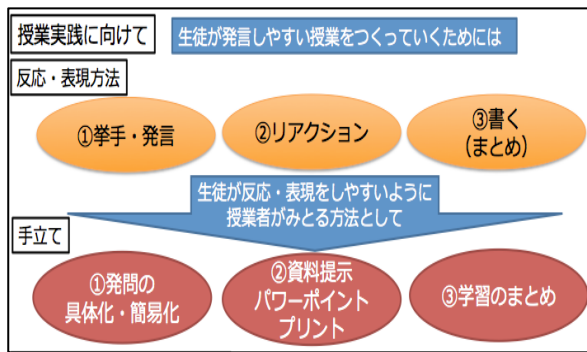 授業実践に向けて
生徒が発言しやすい授業をつくっていくためには
反応・表現方法
①挙手・発言
②リアクション
③書く
(まとめ)
生徒が反応・表現をしやすいように
授業者がみとる方法として
手立て
①発問の
具体化・簡易化
②資料提示
パワーポイント
プリント
③学習のまとめ